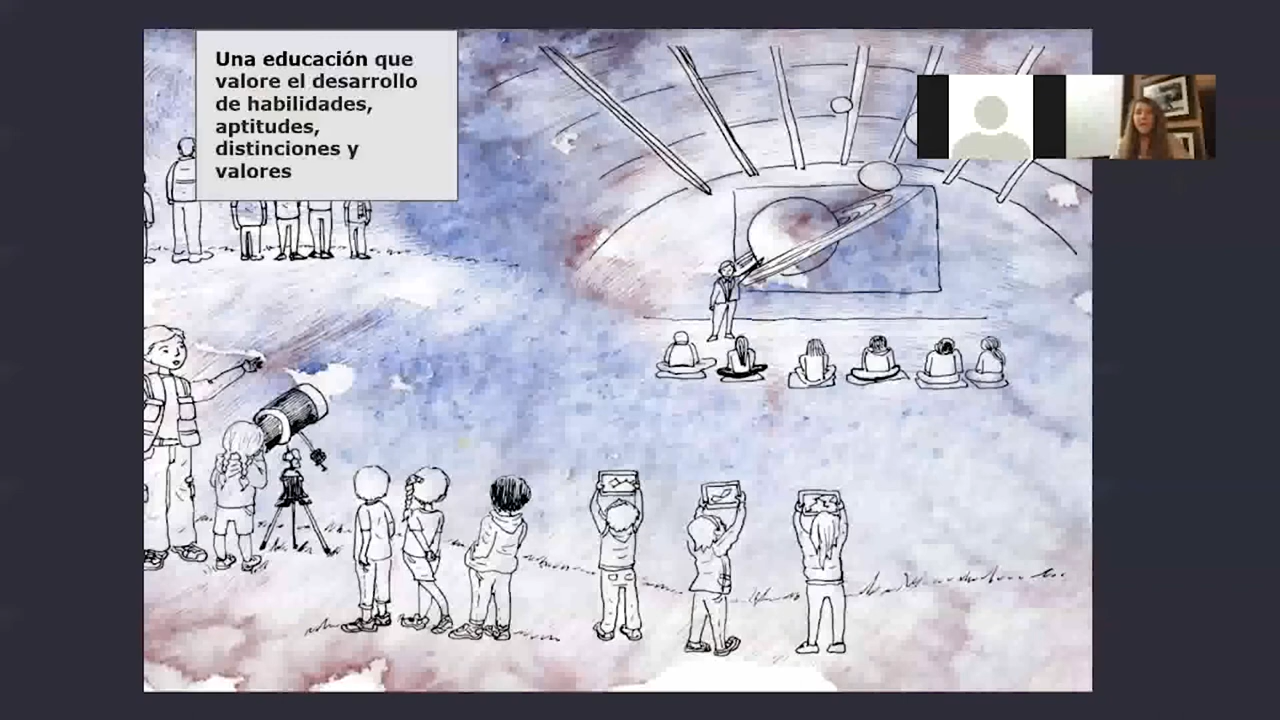 Una educación que
valore el desarrollo
de habilidades,
aptitudes,
distinciones y
valores